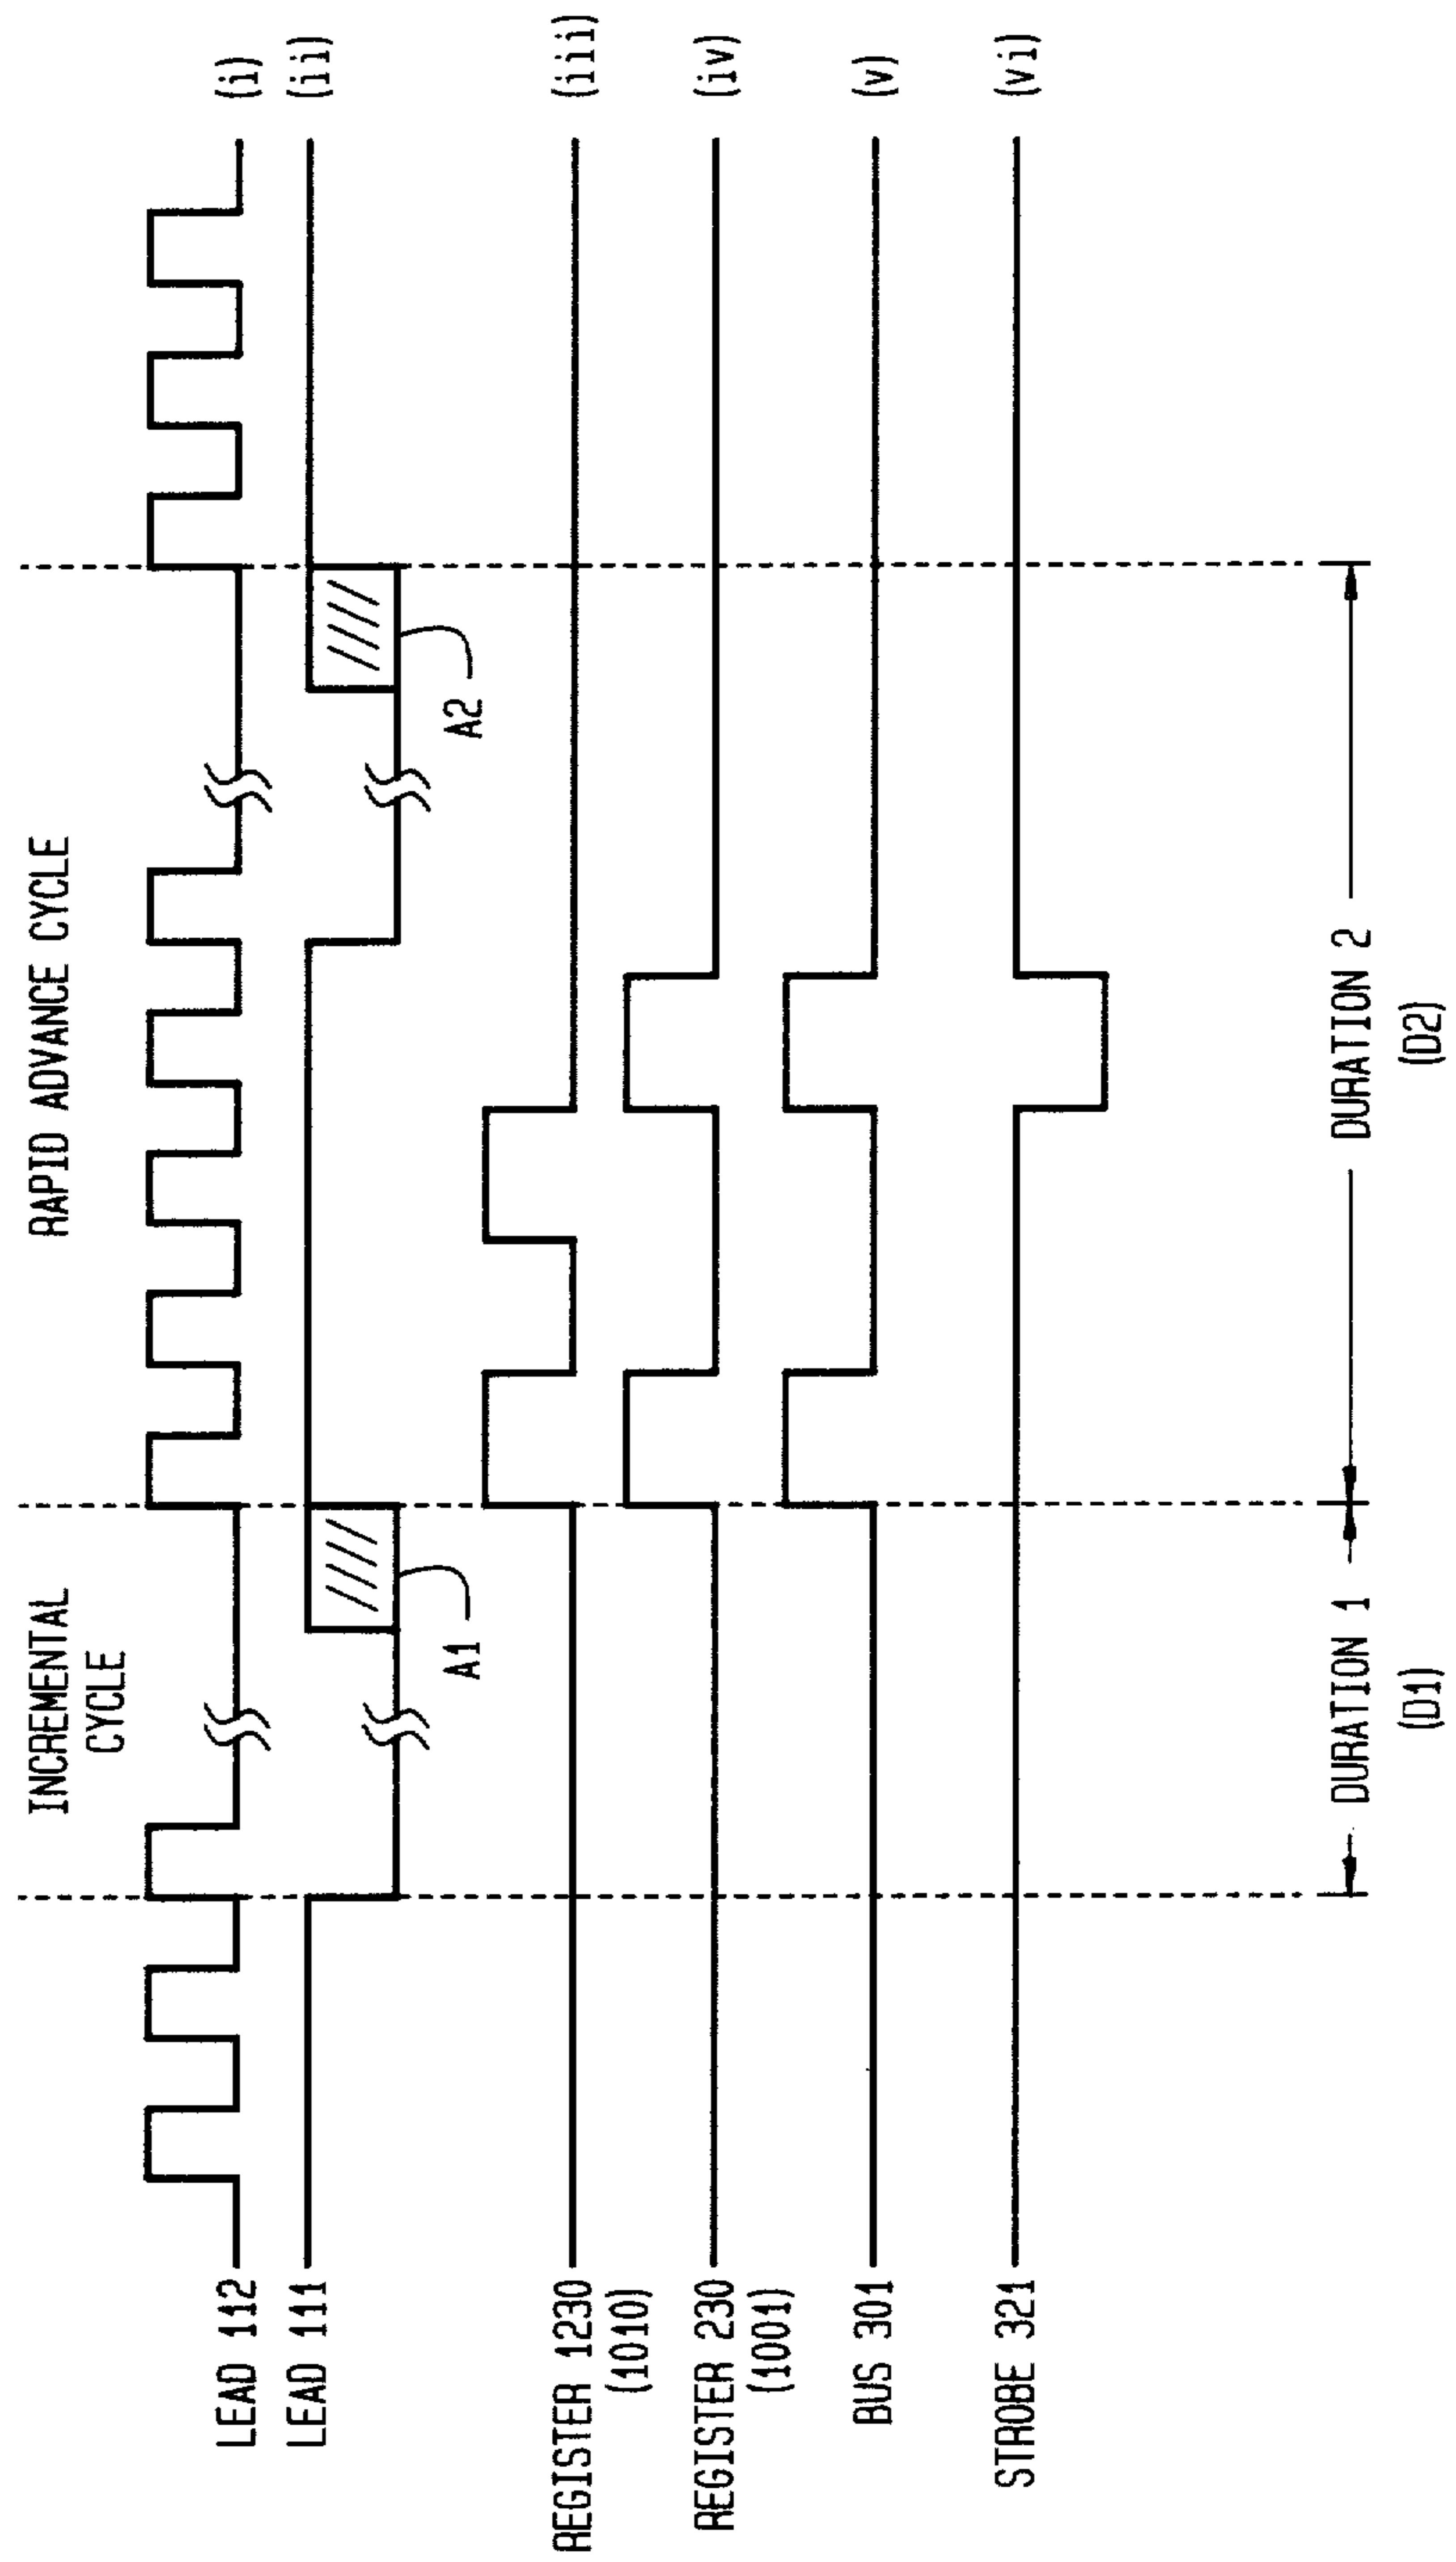 INCREMENTAL
CYCLE
RAPID ADVANCE CYCLE
LEAD 112
(i)
LEAD 111
(ii)
A1
A2
REGISTER 1230
(1010)
(iii)
REGISTER 230
(1001)
(iv)
BUS 301
(v)
STROBE 321
(vi)
DURATION 1
(D1)
DURATION 2
(D2)